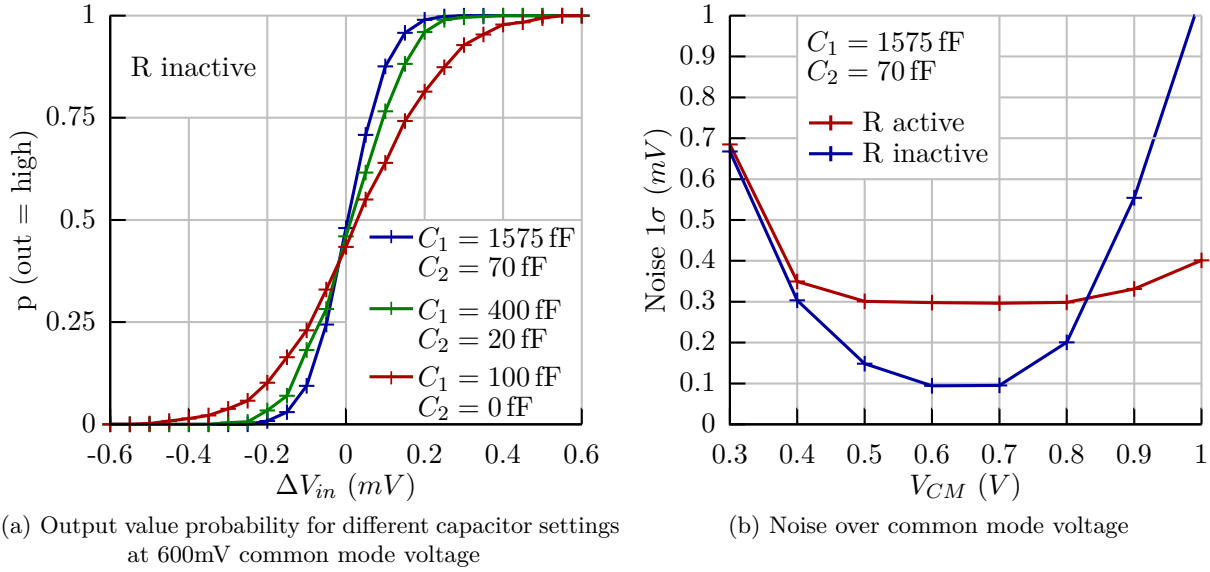 1
0.75
0.5
0.25
0
p (out = high)
R inactive
C₁ = 1575 fF
C₂ = 70 fF
C₁ = 400 fF
C₂ = 20 fF
C₁ = 100 fF
C₂ = 0 fF
-0.6 -0.4 -0.2 0 0.2 0.4 0.6
ΔVᵢₙ (mV)
(a) Output value probability for different capacitor settings
at 600mV common mode voltage
1
0.9
0.8
0.7
0.6
0.5
0.4
0.3
0.2
0.1
0
Noise 1σ (mV)
C₁ = 1575 fF
C₂ = 70 fF
R active
R inactive
0.3 0.4 0.5 0.6 0.7 0.8 0.9 1
V_CM (V)
(b) Noise over common mode voltage